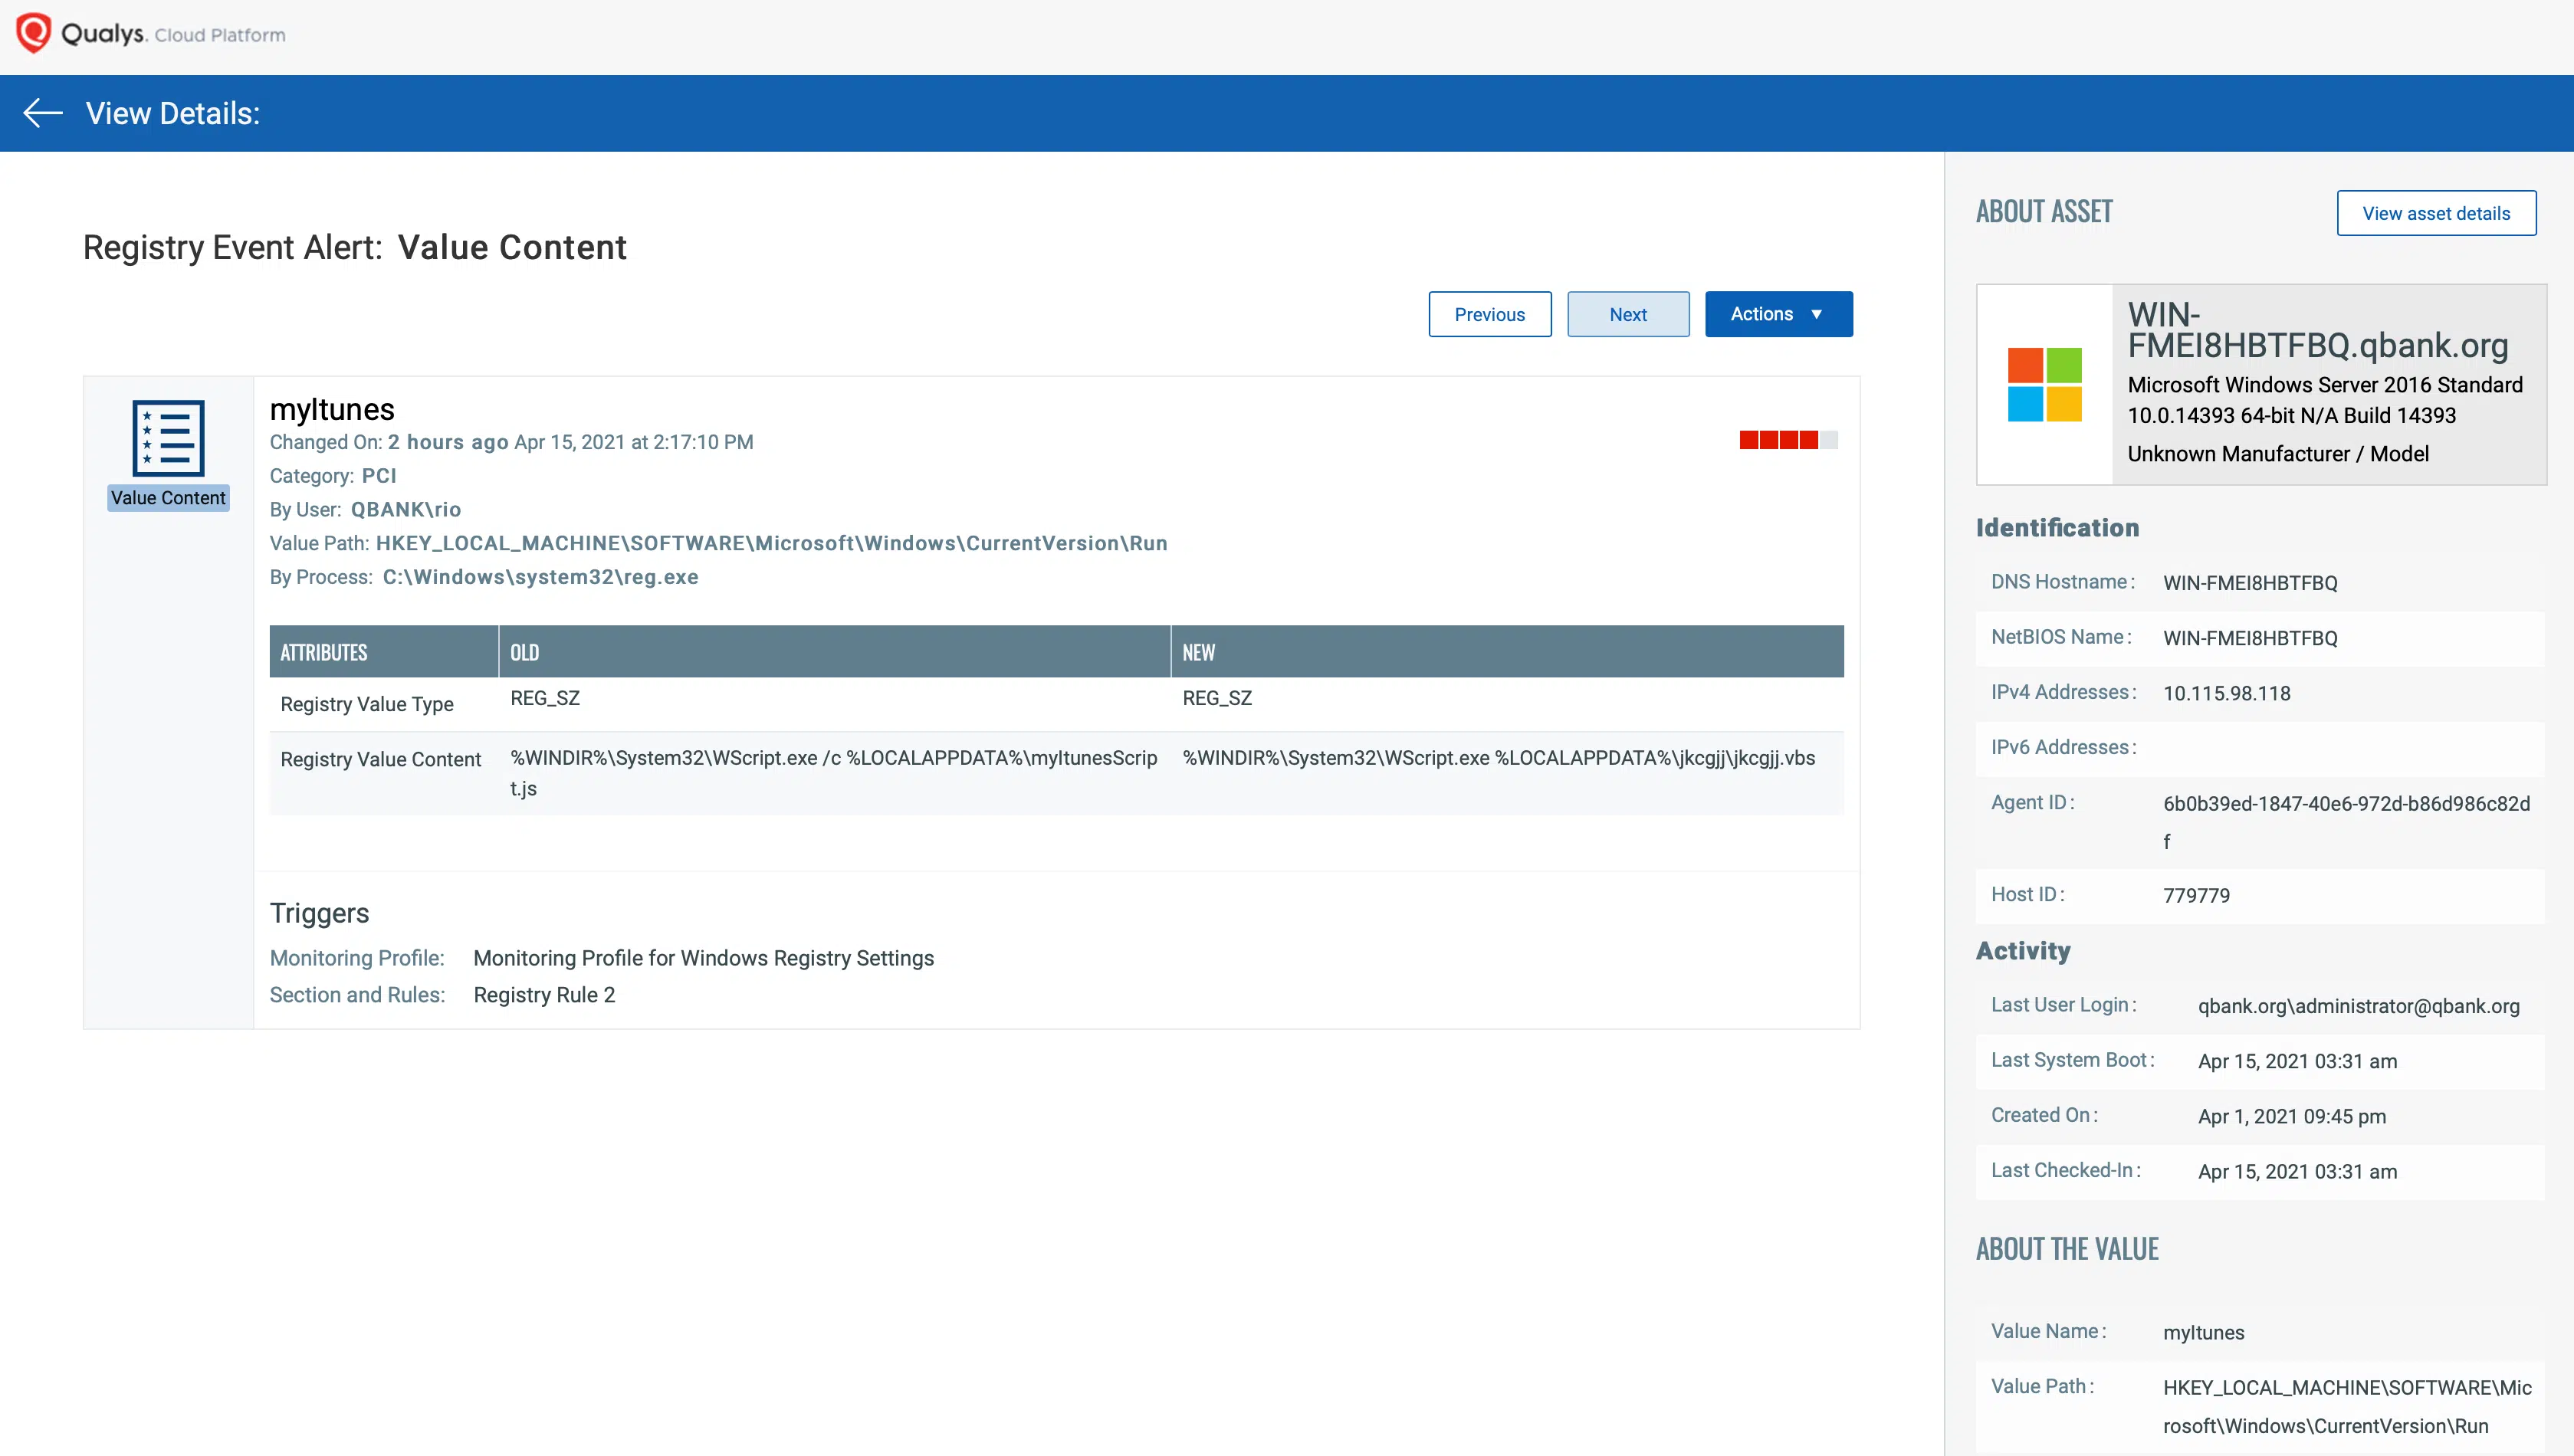 Qualys. Cloud Platform
View Details:
Registry Event Alert: Value Content
Previous
Next
Actions ▼
Value Content
myItunes
Changed On: 2 hours ago Apr 15, 2021 at 2:17:10 PM
Category: PCI
By User: QBANK\rio
Value Path: HKEY_LOCAL_MACHINE\SOFTWARE\Microsoft\Windows\CurrentVersion\Run
By Process: C:\Windows\system32\reg.exe
ATTRIBUTES OLD NEW
Registry Value Type REG_SZ REG_SZ
Registry Value Content %WINDIR%\System32\WScript.exe /c %LOCALAPPDATA%\myItunesScrip %WINDIR%\System32\WScript.exe %LOCALAPPDATA%\jkcgjj\jkcgjj.vbs
t.js
Triggers
Monitoring Profile: Monitoring Profile for Windows Registry Settings
Section and Rules: Registry Rule 2
ABOUT ASSET
View asset details
WIN-
FMEI8HBTFBQ.qbank.org
Microsoft Windows Server 2016 Standard
10.0.14393 64-bit N/A Build 14393
Unknown Manufacturer / Model
Identification
DNS Hostname: WIN-FMEI8HBTFBQ
NetBIOS Name: WIN-FMEI8HBTFBQ
IPv4 Addresses: 10.115.98.118
IPv6 Addresses:
Agent ID: 6b0b39ed-1847-40e6-972d-b86d986c82d
f
Host ID: 779779
Activity
Last User Login: qbank.org\administrator@qbank.org
Last System Boot: Apr 15, 2021 03:31 am
Created On: Apr 1, 2021 09:45 pm
Last Checked-In: Apr 15, 2021 03:31 am
ABOUT THE VALUE
Value Name: myItunes
Value Path: HKEY_LOCAL_MACHINE\SOFTWARE\Mic
rosoft\Windows\CurrentVersion\Run